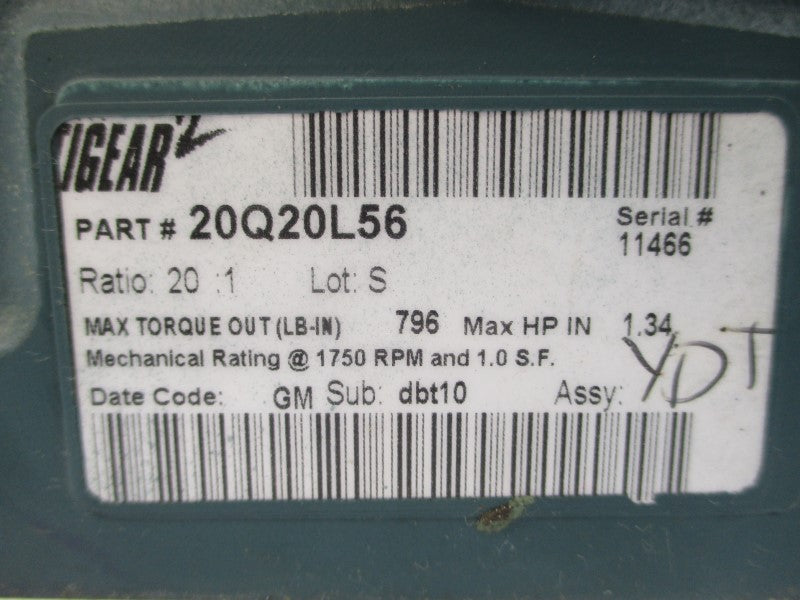 IGEAR'2
PART # 20Q20L56
Serial #
11466
Ratio: 20 :1 Lot: S
MAX TORQUE OUT (LB-IN) 796 Max HP IN 1.34
Mechanical Rating @ 1750 RPM and 1.0 S.F.
Date Code: GM Sub: dbt10 Assy: YDT